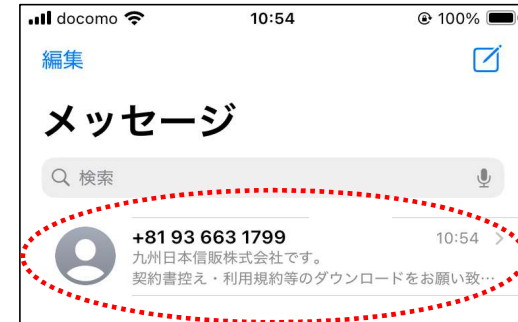 docomo 10:54 100%
編集
メッセージ
検索
+81 93 663 1799 10:54
九州日本信販株式会社です。
契約書控え・利用規約等のダウンロードをお願い致…